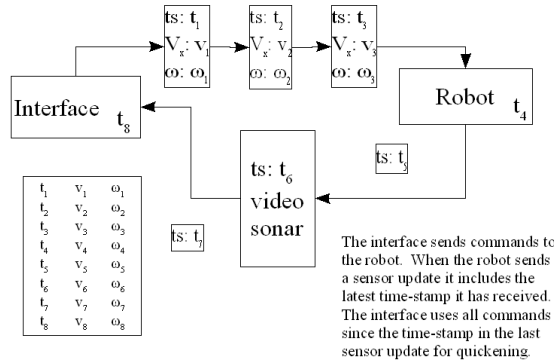 ts: t₁
Vₓ: v₁
ω: ω₁
ts: t₂
Vₓ: v₂
ω: ω₂
ts: t₃
Vₓ: v₃
ω: ω₃
Interface t₈
Robot t₄
ts: t₅
ts: t₆
video
sonar
ts: t₇
t₁ v₁ ω₁
t₂ v₂ ω₂
t₃ v₃ ω₃
t₄ v₄ ω₄
t₅ v₅ ω₅
t₆ v₆ ω₆
t₇ v₇ ω₇
t₈ v₈ ω₈
The interface sends commands to
the robot. When the robot sends
a sensor update it includes the
latest time-stamp it has received.
The interface uses all commands
since the time-stamp in the last
sensor update for quickening.